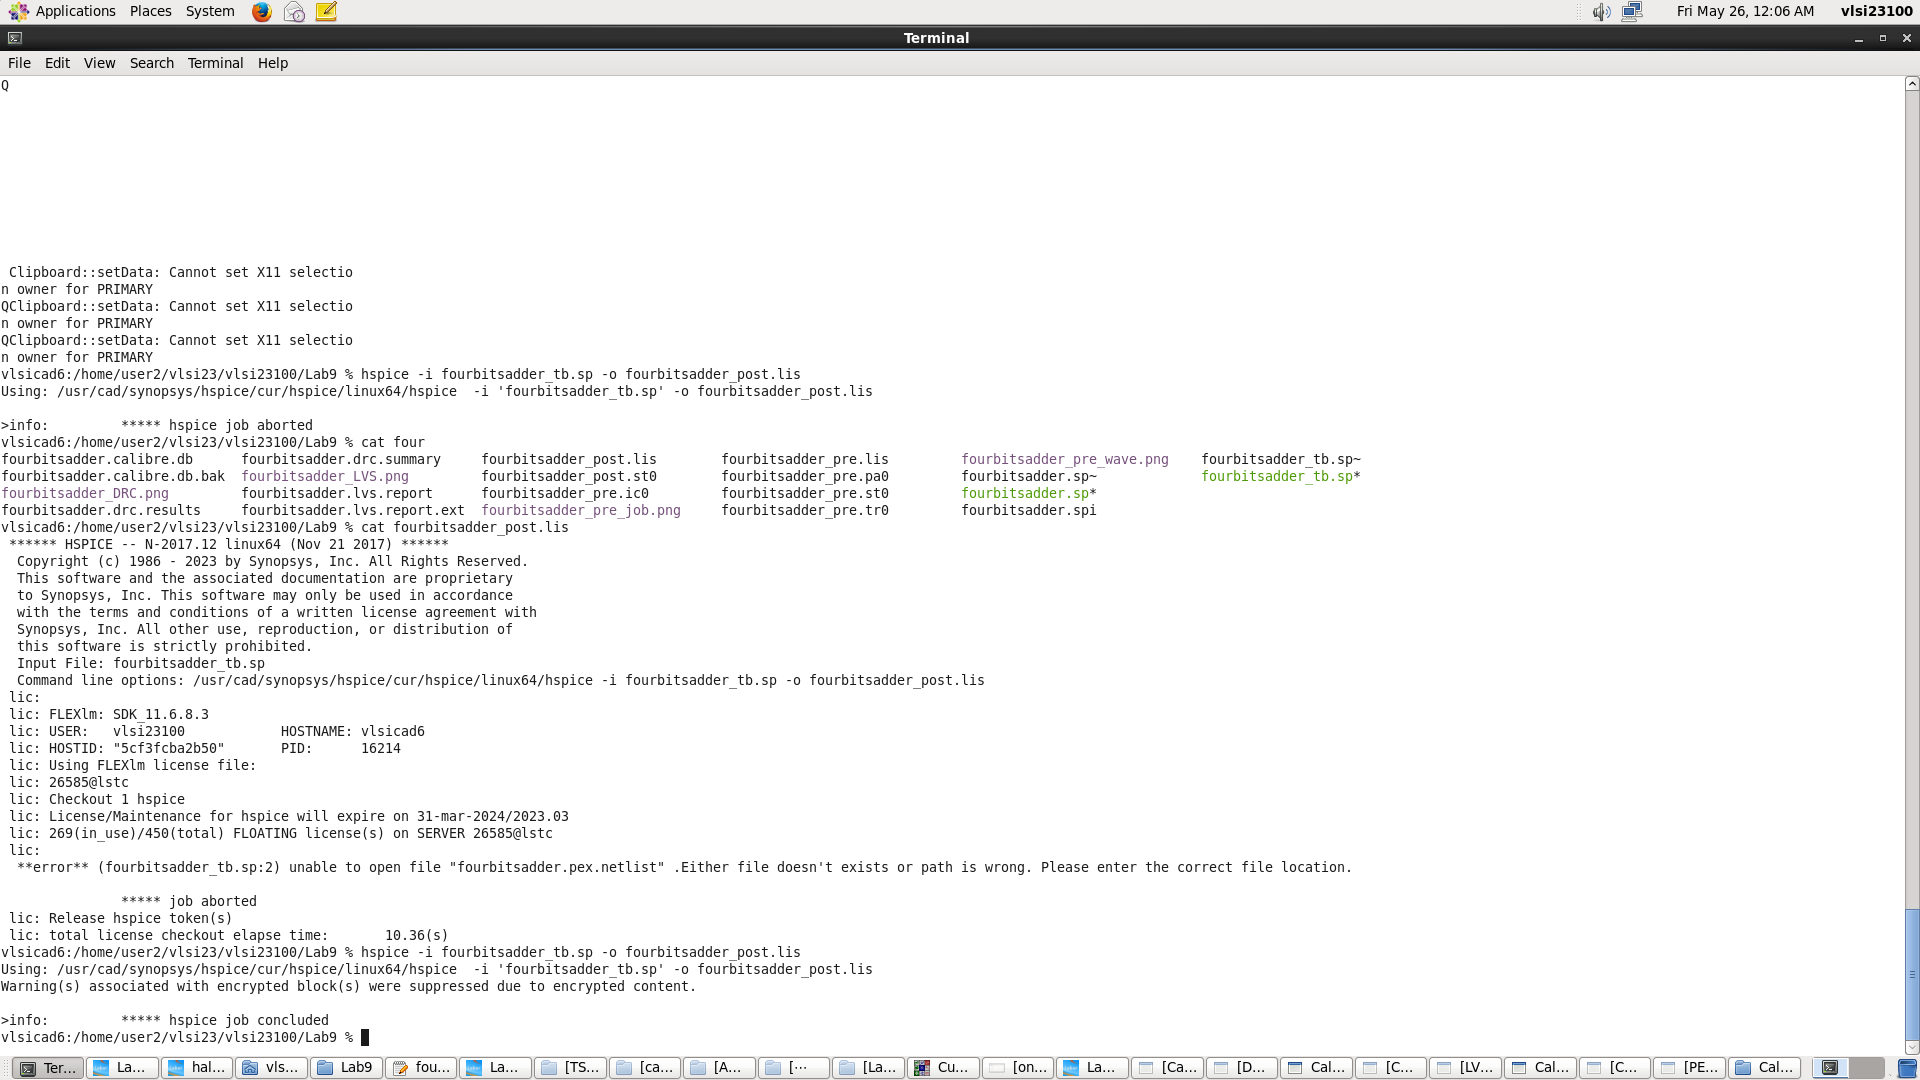 Applications Places System Fri May 26, 12:06 AM vlsi23100
Terminal
File Edit View Search Terminal Help
Q
Clipboard::setData: Cannot set X11 selectio
n owner for PRIMARY
QClipboard::setData: Cannot set X11 selectio
n owner for PRIMARY
QClipboard::setData: Cannot set X11 selectio
n owner for PRIMARY
vlsicad6:/home/user2/vlsi23/vlsi23100/Lab9 % hspice -i fourbitsadder_tb.sp -o fourbitsadder_post.lis
Using: /usr/cad/synopsys/hspice/cur/hspice/linux64/hspice  -i 'fourbitsadder_tb.sp' -o fourbitsadder_post.lis
>info:         ***** hspice job aborted
vlsicad6:/home/user2/vlsi23/vlsi23100/Lab9 % cat four
fourbitsadder.calibre.db      fourbitsadder.drc.summary     fourbitsadder_post.lis        fourbitsadder_pre.lis         fourbitsadder_pre_wave.png    fourbitsadder_tb.sp~
fourbitsadder.calibre.db.bak  fourbitsadder_LVS.png         fourbitsadder_post.st0        fourbitsadder_pre.pa0         fourbitsadder.sp~             fourbitsadder_tb.sp*
fourbitsadder_DRC.png         fourbitsadder.lvs.report      fourbitsadder_pre.ic0         fourbitsadder_pre.st0         fourbitsadder.sp*
fourbitsadder.drc.results     fourbitsadder.lvs.report.ext  fourbitsadder_pre_job.png     fourbitsadder_pre.tr0         fourbitsadder.spi
vlsicad6:/home/user2/vlsi23/vlsi23100/Lab9 % cat fourbitsadder_post.lis
****** HSPICE -- N-2017.12 linux64 (Nov 21 2017) ******
Copyright (c) 1986 - 2023 by Synopsys, Inc. All Rights Reserved.
This software and the associated documentation are proprietary
to Synopsys, Inc. This software may only be used in accordance
with the terms and conditions of a written license agreement with
Synopsys, Inc. All other use, reproduction, or distribution of
this software is strictly prohibited.
Input File: fourbitsadder_tb.sp
Command line options: /usr/cad/synopsys/hspice/cur/hspice/linux64/hspice -i fourbitsadder_tb.sp -o fourbitsadder_post.lis
lic:
lic: FLEXlm: SDK_11.6.8.3
lic: USER:   vlsi23100            HOSTNAME: vlsicad6
lic: HOSTID: "5cf3fcba2b50"       PID:      16214
lic: Using FLEXlm license file:
lic: 26585@lstc
lic: Checkout 1 hspice
lic: License/Maintenance for hspice will expire on 31-mar-2024/2023.03
lic: 269(in_use)/450(total) FLOATING license(s) on SERVER 26585@lstc
lic:
**error** (fourbitsadder_tb.sp:2) unable to open file "fourbitsadder.pex.netlist" .Either file doesn't exists or path is wrong. Please enter the correct file location.
***** job aborted
lic: Release hspice token(s)
lic: total license checkout elapse time:       10.36(s)
vlsicad6:/home/user2/vlsi23/vlsi23100/Lab9 % hspice -i fourbitsadder_tb.sp -o fourbitsadder_post.lis
Using: /usr/cad/synopsys/hspice/cur/hspice/linux64/hspice  -i 'fourbitsadder_tb.sp' -o fourbitsadder_post.lis
Warning(s) associated with encrypted block(s) were suppressed due to encrypted content.
>info:         ***** hspice job concluded
vlsicad6:/home/user2/vlsi23/vlsi23100/Lab9 %
Ter... La... hal... vls... Lab9 fou... La... [TS... [ca... [A... [... [La... Cu... [on... La... [Ca... [D... Cal... [C... [LV... Cal... [C... [PE... Cal...